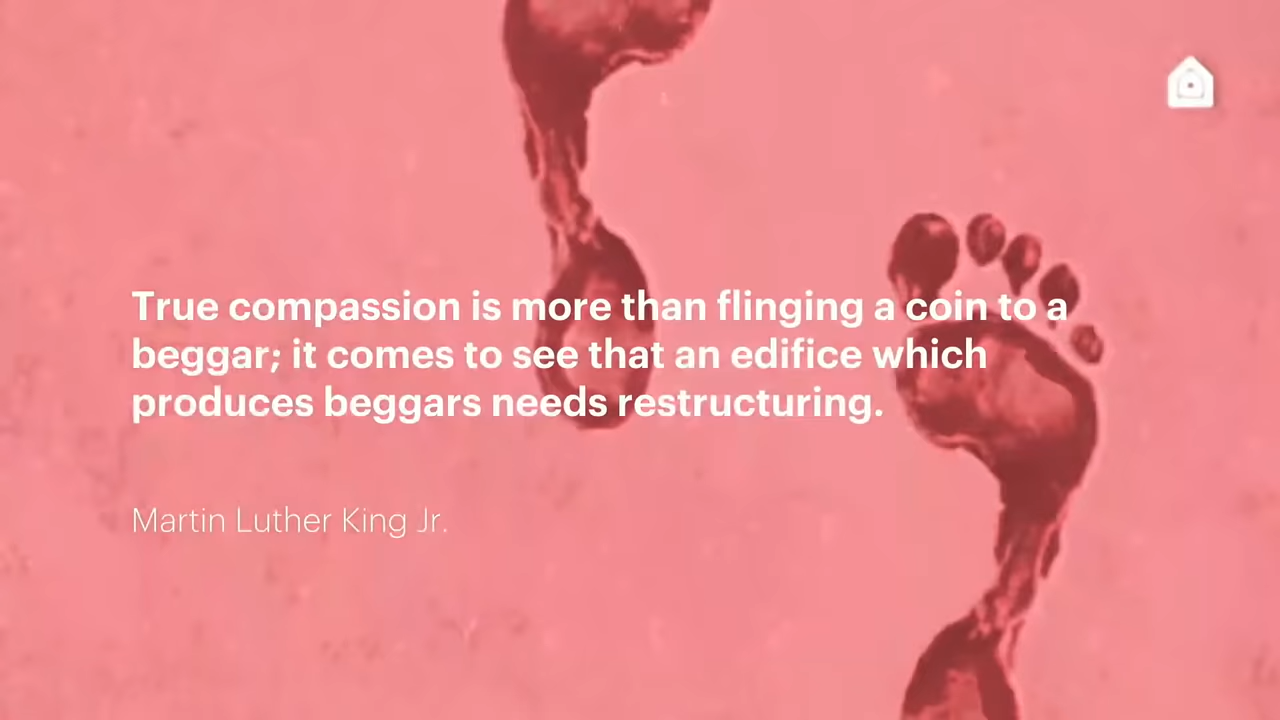 True compassion is more than flinging a coin to a
beggar; it comes to see that an edifice which
produces beggars needs restructuring.
Martin Luther King Jr.